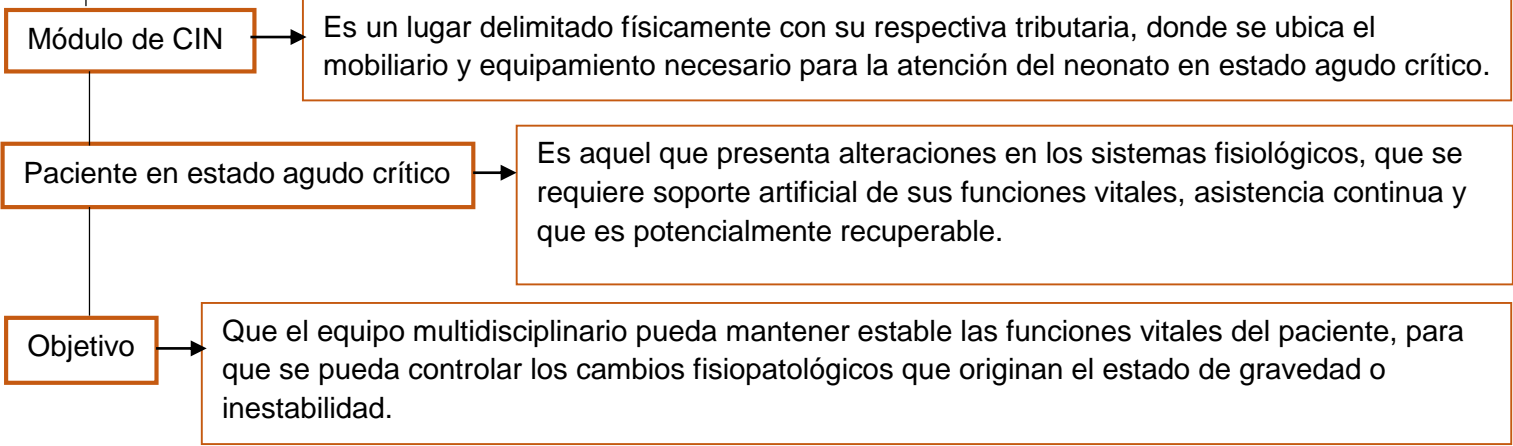 Módulo de CIN
Es un lugar delimitado físicamente con su respectiva tributaria, donde se ubica el
mobiliario y equipamiento necesario para la atención del neonato en estado agudo crítico.
Paciente en estado agudo crítico
Es aquel que presenta alteraciones en los sistemas fisiológicos, que se
requiere soporte artificial de sus funciones vitales, asistencia continua y
que es potencialmente recuperable.
Objetivo
Que el equipo multidisciplinario pueda mantener estable las funciones vitales del paciente, para
que se pueda controlar los cambios fisiopatológicos que originan el estado de gravedad o
inestabilidad.